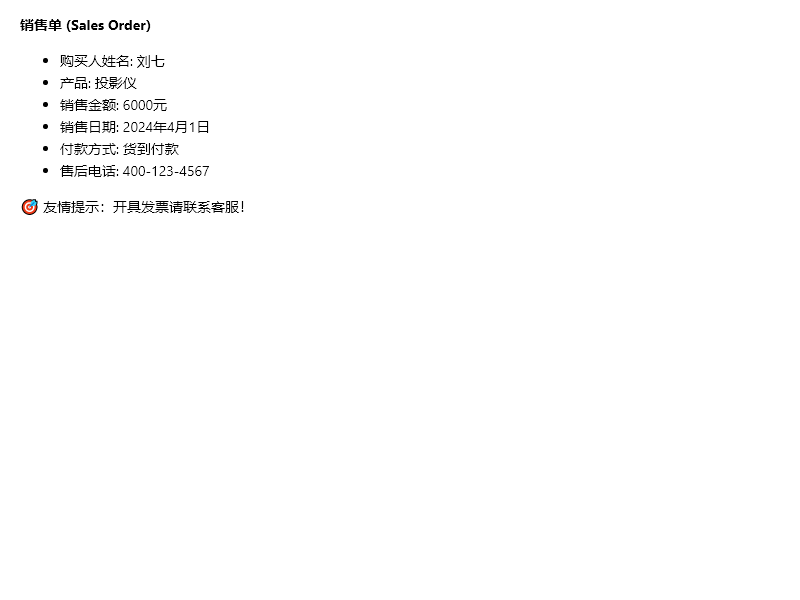 销售单 (Sales Order)
• 购买人姓名: 刘七
• 产品: 投影仪
• 销售金额: 6000元
• 销售日期: 2024年4月1日
• 付款方式: 货到付款
• 售后电话: 400-123-4567
🎯 友情提示：开具发票请联系客服！